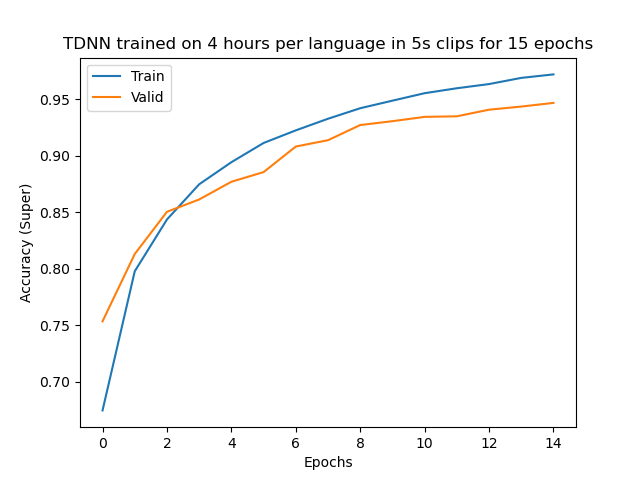 TDNN trained on 4 hours per language in 5s clips for 15 epochs
Train
Valid
Accuracy (Super)
0.95
0.90
0.85
0.80
0.75
0.70
0 2 4 6 8 10 12 14
Epochs